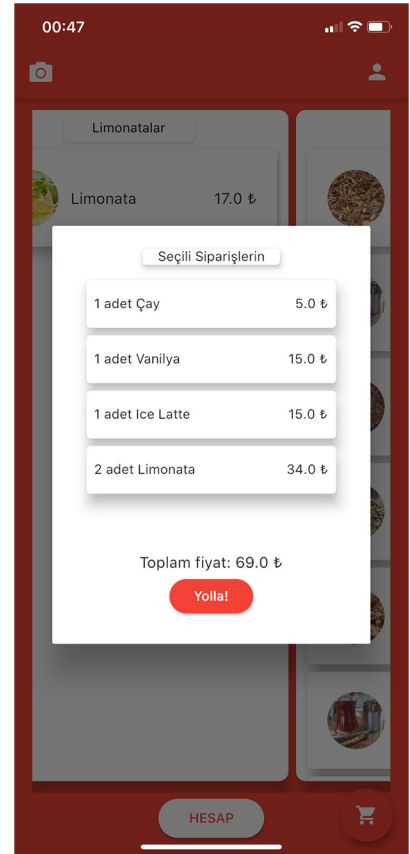 00:47
Limonatalar
Limonata 17.0 ₺
Seçili Siparişlerin
1 adet Çay 5.0 ₺
1 adet Vanilya 15.0 ₺
1 adet Ice Latte 15.0 ₺
2 adet Limonata 34.0 ₺
Toplam fiyat: 69.0 ₺
Yolla!
HESAP